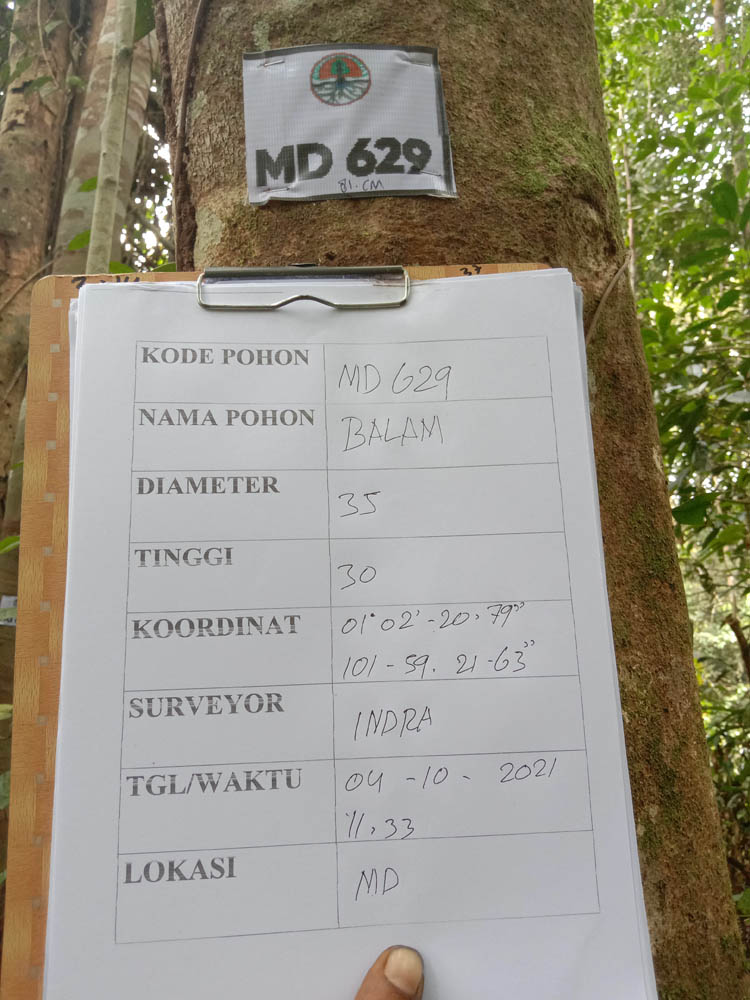 MD 629
81. CM
KODE POHON MD 629
NAMA POHON BALAM
DIAMETER 35
TINGGI 30
KOORDINAT 01° 02' - 20, 79"
101 - 59. 21 - 63"
SURVEYOR INDRA
TGL/WAKTU 04 - 10 - 2021
11.33
LOKASI MD